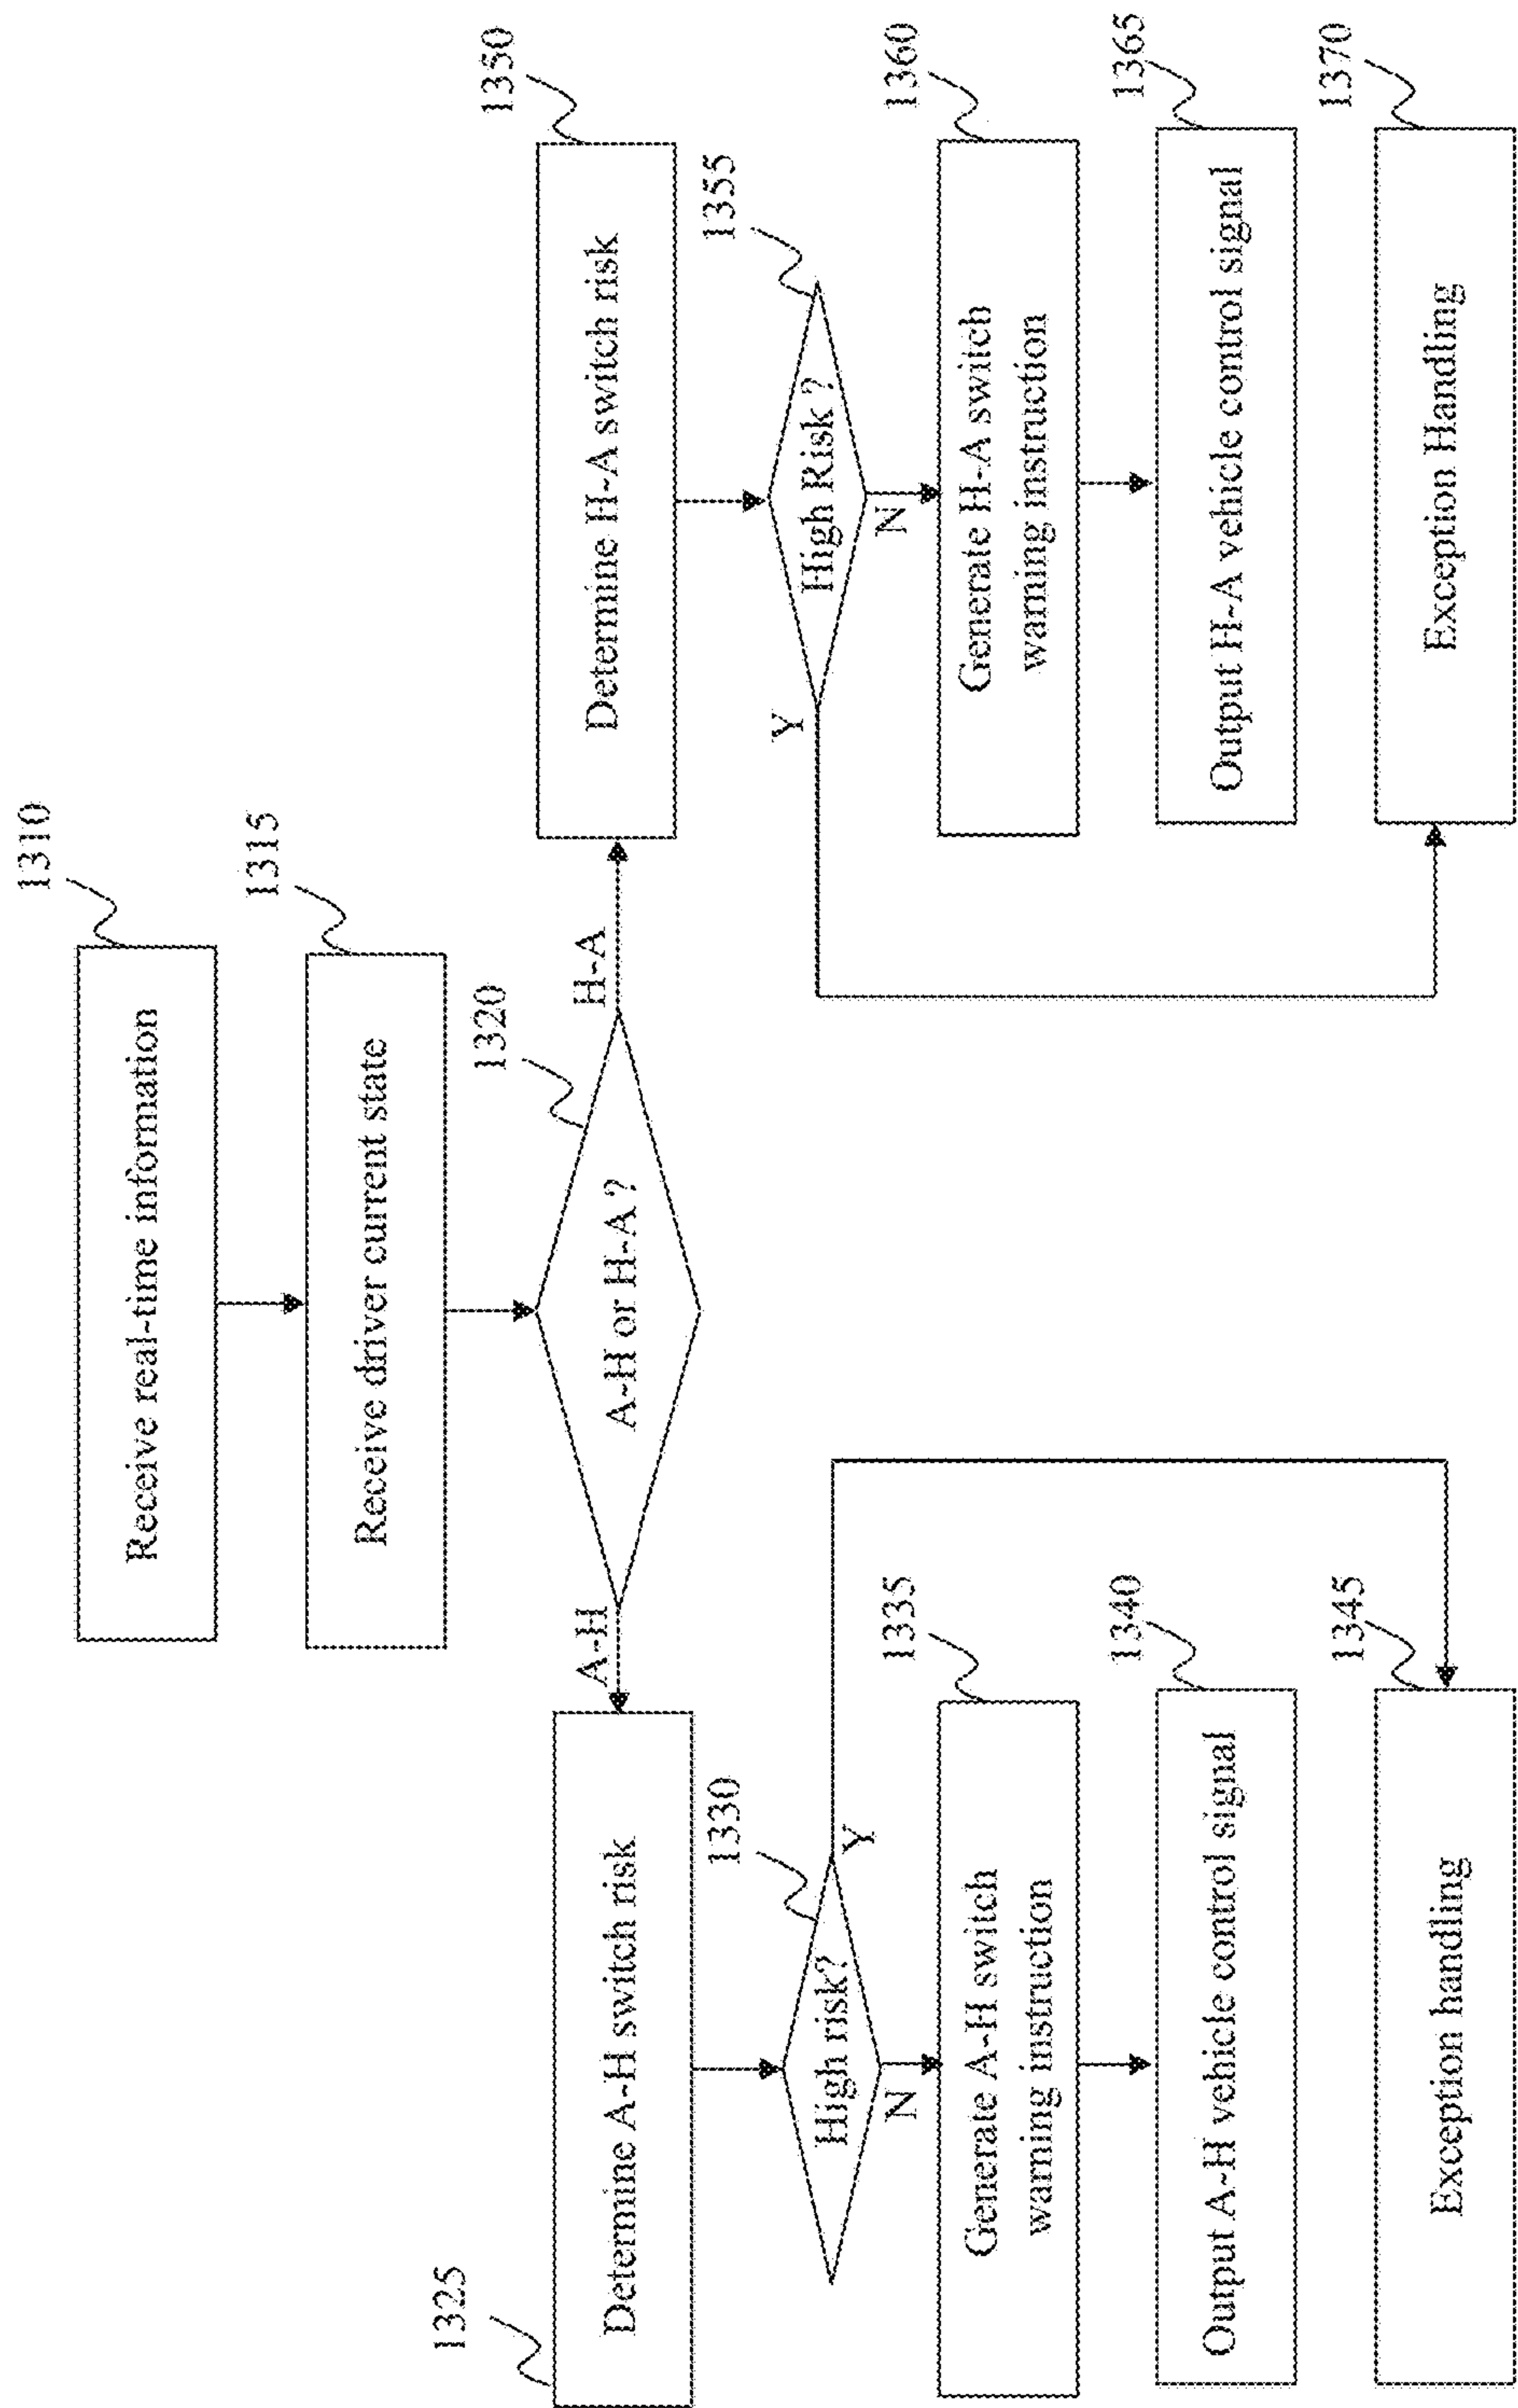 1310
Receive real-time information
1315
Receive driver current state
1320
A-H or H-A ?
A-H
H-A
1325
Determine A-H switch risk
1330
High risk?
Y
N
1335
Generate A-H switch
warning instruction
1340
Output A-H vehicle control signal
1345
Exception handling
1350
Determine H-A switch risk
1355
High Risk ?
Y
N
1360
Generate H-A switch
warning instruction
1365
Output H-A vehicle control signal
1370
Exception Handling